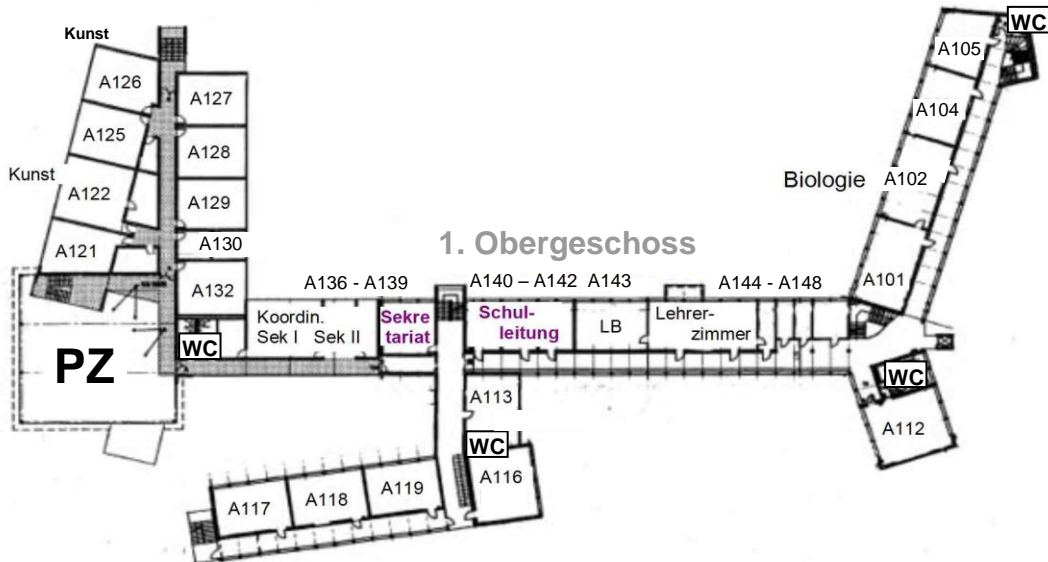 WC
Kunst
A105
A126
A127
A104
A125
A128
Kunst
Biologie
A102
A122
A129
A121
A130
1. Obergeschoss
A132
A136 - A139
A140 – A142
A143
A144 - A148
A101
Koordin.
Sek I
Sek II
Sekre
tariat
Schul-
leitung
LB
Lehrer-
zimmer
WC
PZ
WC
A113
A112
WC
A116
A117
A118
A119